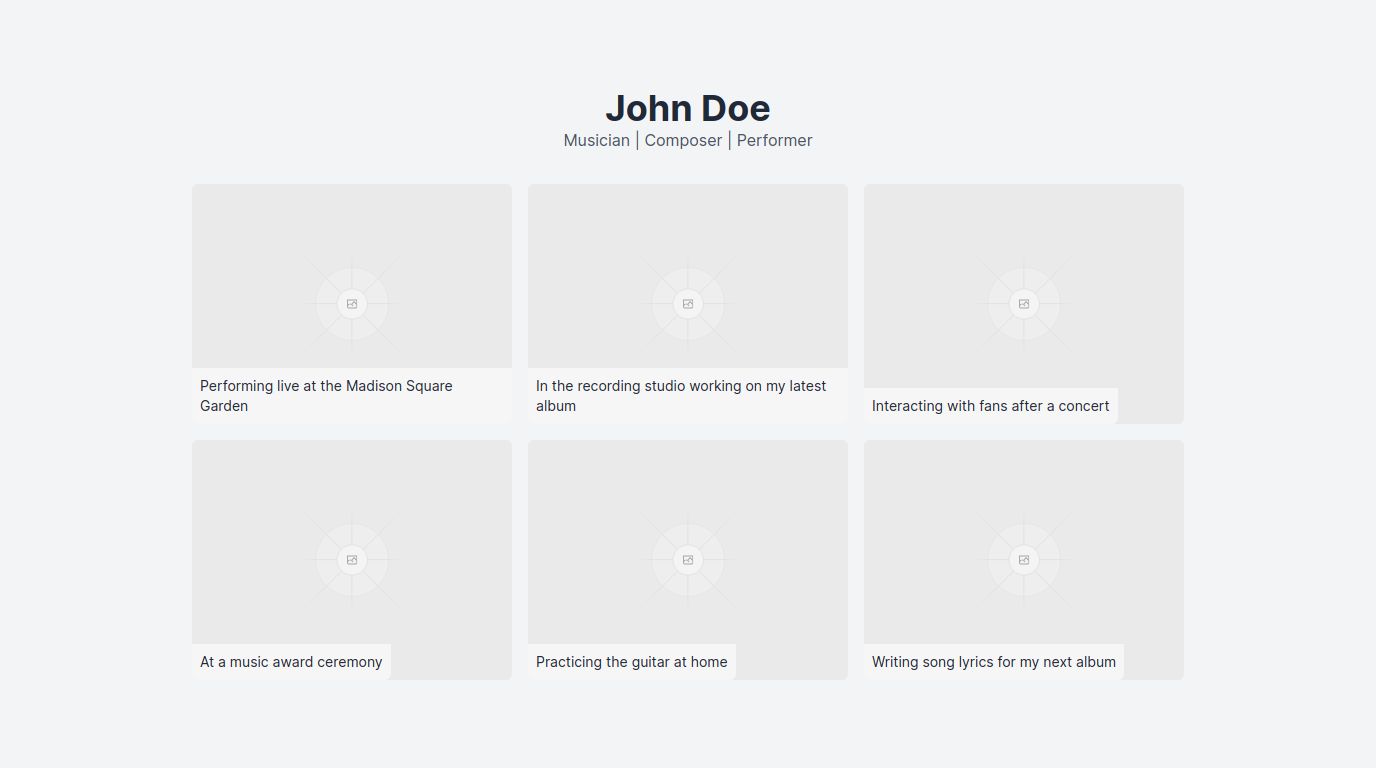 John Doe
Musician | Composer | Performer
Performing live at the Madison Square
Garden
In the recording studio working on my latest
album
Interacting with fans after a concert
At a music award ceremony
Practicing the guitar at home
Writing song lyrics for my next album